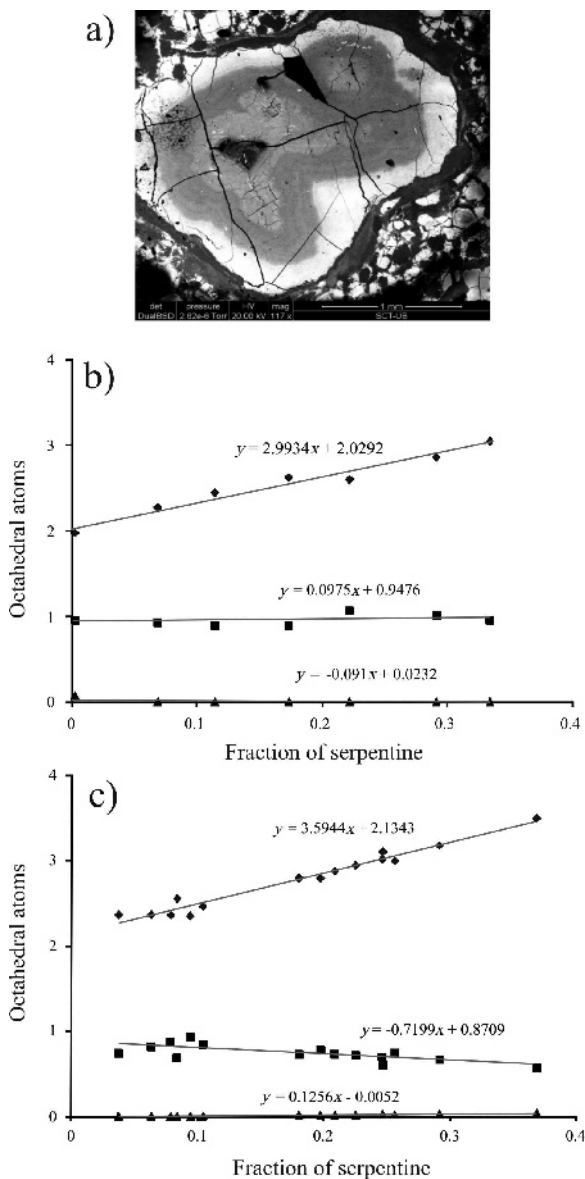 a)
det pressure HV mag 1 mm
DualBSD 2.62e-6 Torr 20.00 kV 117 x SCT-UB
b)
4
3
2
1
0
Octahedral atoms
y = 2.9934x + 2.0292
y = 0.0975x + 0.9476
y = -0.091x + 0.0232
0 0.1 0.2 0.3 0.4
Fraction of serpentine
c)
4
3
2
1
0
Octahedral atoms
y = 3.5944x + 2.1343
y = -0.7199x + 0.8709
y = 0.1256x - 0.0052
0 0.1 0.2 0.3 0.4
Fraction of serpentine